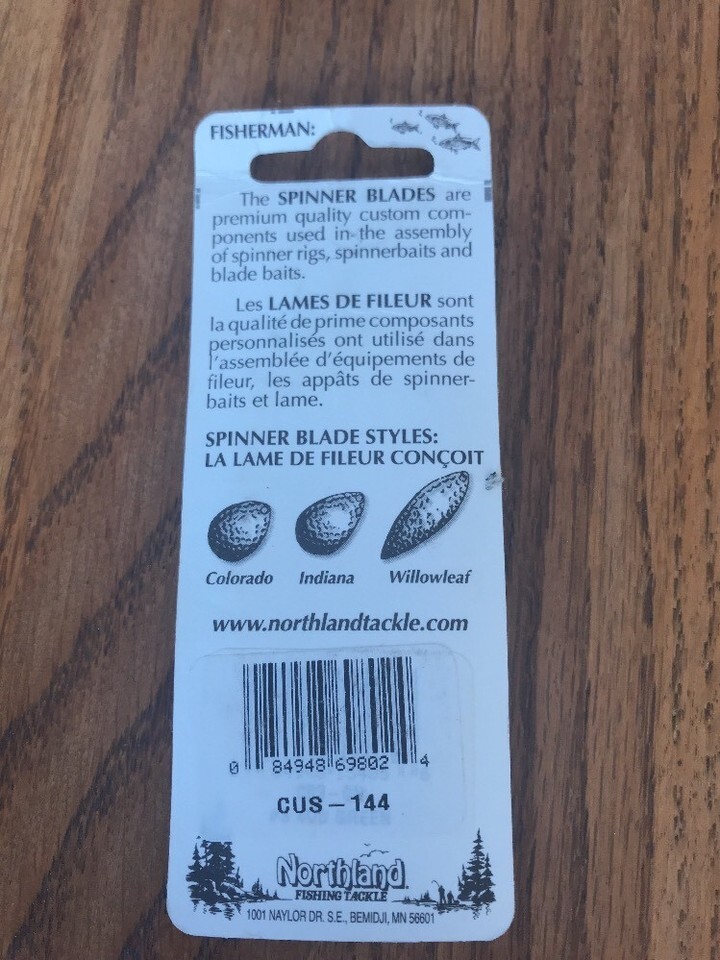 FISHERMAN:
The SPINNER BLADES are
premium quality custom com-
ponents used in the assembly
of spinner rigs, spinnerbaits and
blade baits.
Les LAMES DE FILEUR sont
la qualité de prime composants
personnalisés ont utilisé dans
l'assemblée d'équipements de
fileur, les appâts de spinner-
baits et lame.
SPINNER BLADE STYLES:
LA LAME DE FILEUR CONÇOIT
Colorado Indiana Willowleaf
www.northlandtackle.com
0 84948 69802 4
CUS-144
Northland
FISHING TACKLE
1001 NAYLOR DR. S.E., BEMIDJI, MN 56601